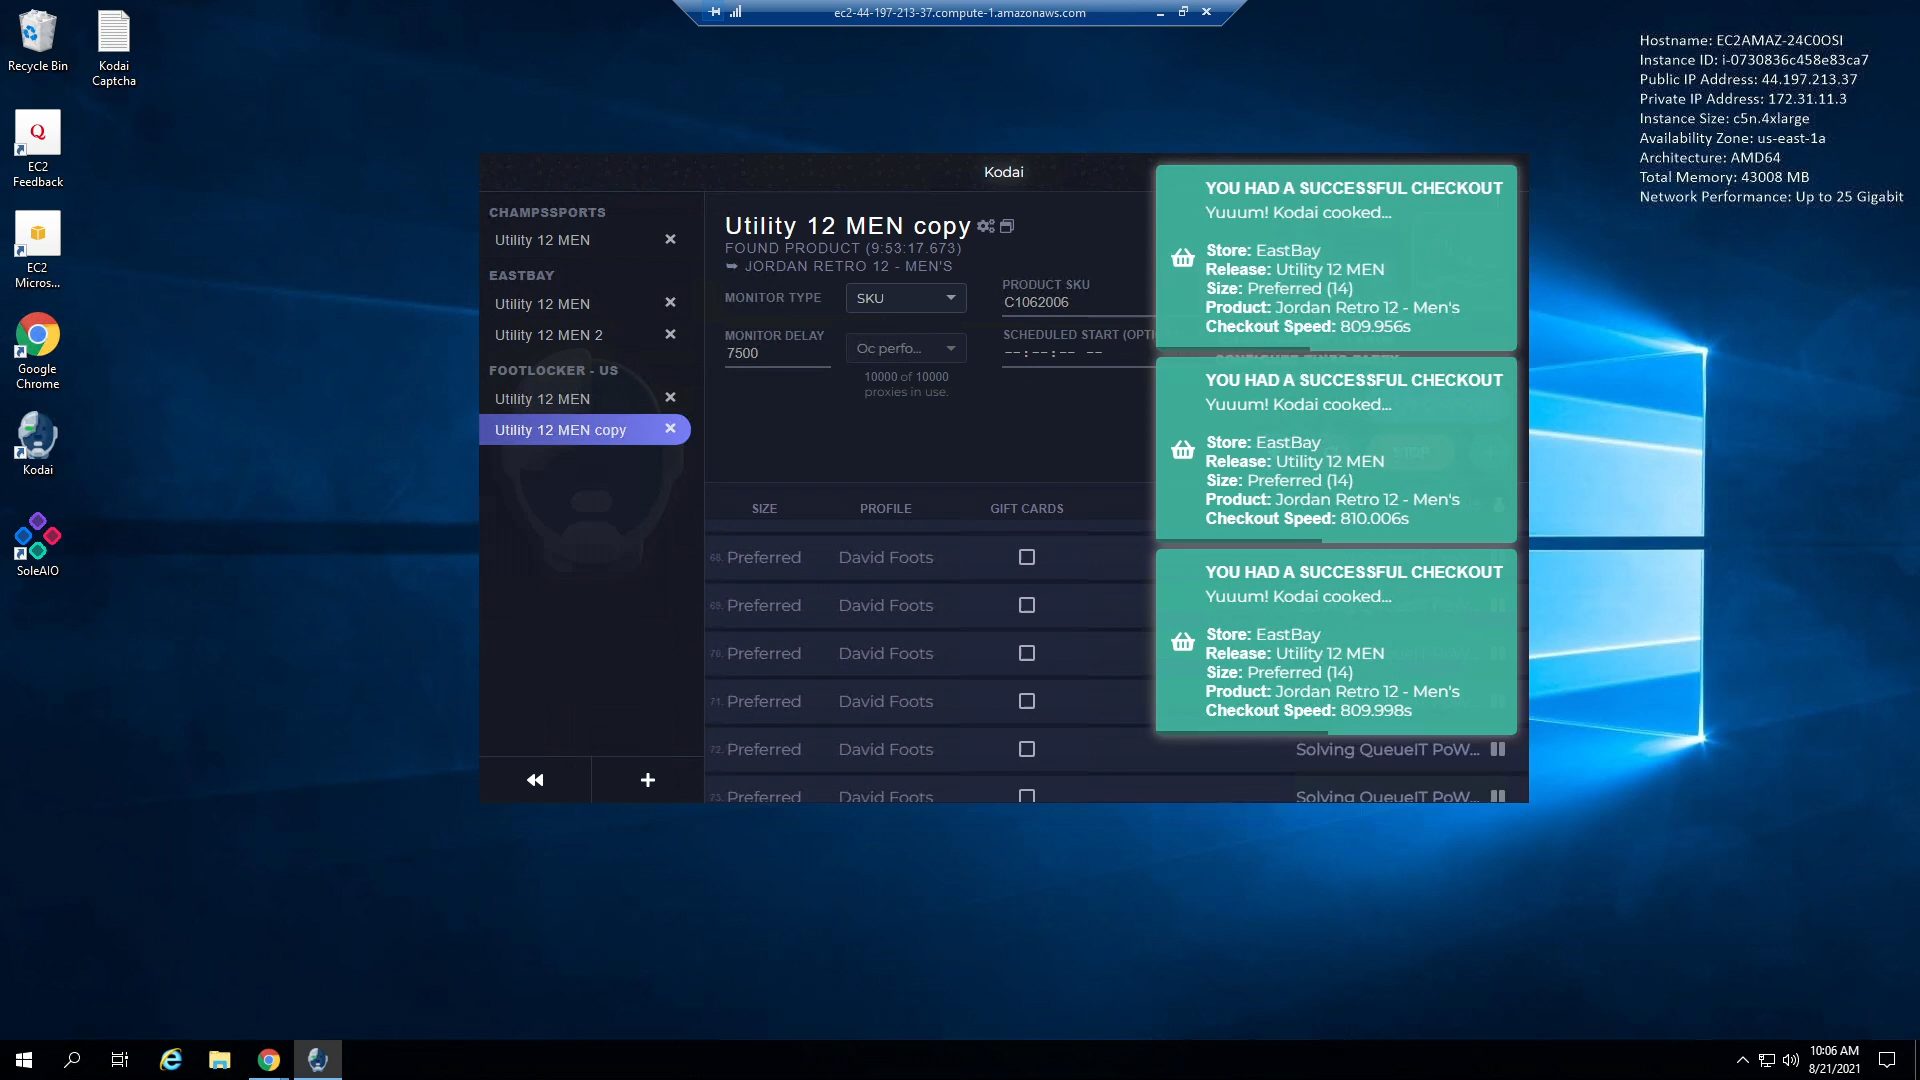 ec2-44-197-213-37.compute-1.amazonaws.com
Recycle Bin
Kodai
Captcha
EC2
Feedback
EC2
Micros...
Google
Chrome
Kodai
SoleAIO
Hostname: EC2AMAZ-24C0OSI
Instance ID: i-0730836c458e83ca7
Public IP Address: 44.197.213.37
Private IP Address: 172.31.11.3
Instance Size: c5n.4xlarge
Availability Zone: us-east-1a
Architecture: AMD64
Total Memory: 43008 MB
Network Performance: Up to 25 Gigabit
Kodai
CHAMPSSPORTS
Utility 12 MEN
EASTBAY
Utility 12 MEN
Utility 12 MEN 2
FOOTLOCKER - US
Utility 12 MEN
Utility 12 MEN copy
Utility 12 MEN copy
FOUND PRODUCT (9:53:17.673)
➥ JORDAN RETRO 12 - MEN'S
MONITOR TYPE
SKU
PRODUCT SKU
C1062006
MONITOR DELAY
7500
Oc perfo...
10000 of 10000
proxies in use.
SCHEDULED START (OPTI
--:--:-- --
STOP
SIZE PROFILE GIFT CARDS
68. Preferred David Foots
69. Preferred David Foots
70. Preferred David Foots
71. Preferred David Foots
72. Preferred David Foots Solving QueueIT PoW...
73. Preferred David Foots Solving QueueIT PoW...
YOU HAD A SUCCESSFUL CHECKOUT
Yuuum! Kodai cooked...
Store: EastBay
Release: Utility 12 MEN
Size: Preferred (14)
Product: Jordan Retro 12 - Men's
Checkout Speed: 809.956s
YOU HAD A SUCCESSFUL CHECKOUT
Yuuum! Kodai cooked...
Store: EastBay
Release: Utility 12 MEN
Size: Preferred (14)
Product: Jordan Retro 12 - Men's
Checkout Speed: 810.006s
YOU HAD A SUCCESSFUL CHECKOUT
Yuuum! Kodai cooked...
Store: EastBay
Release: Utility 12 MEN
Size: Preferred (14)
Product: Jordan Retro 12 - Men's
Checkout Speed: 809.998s
10:06 AM
8/21/2021